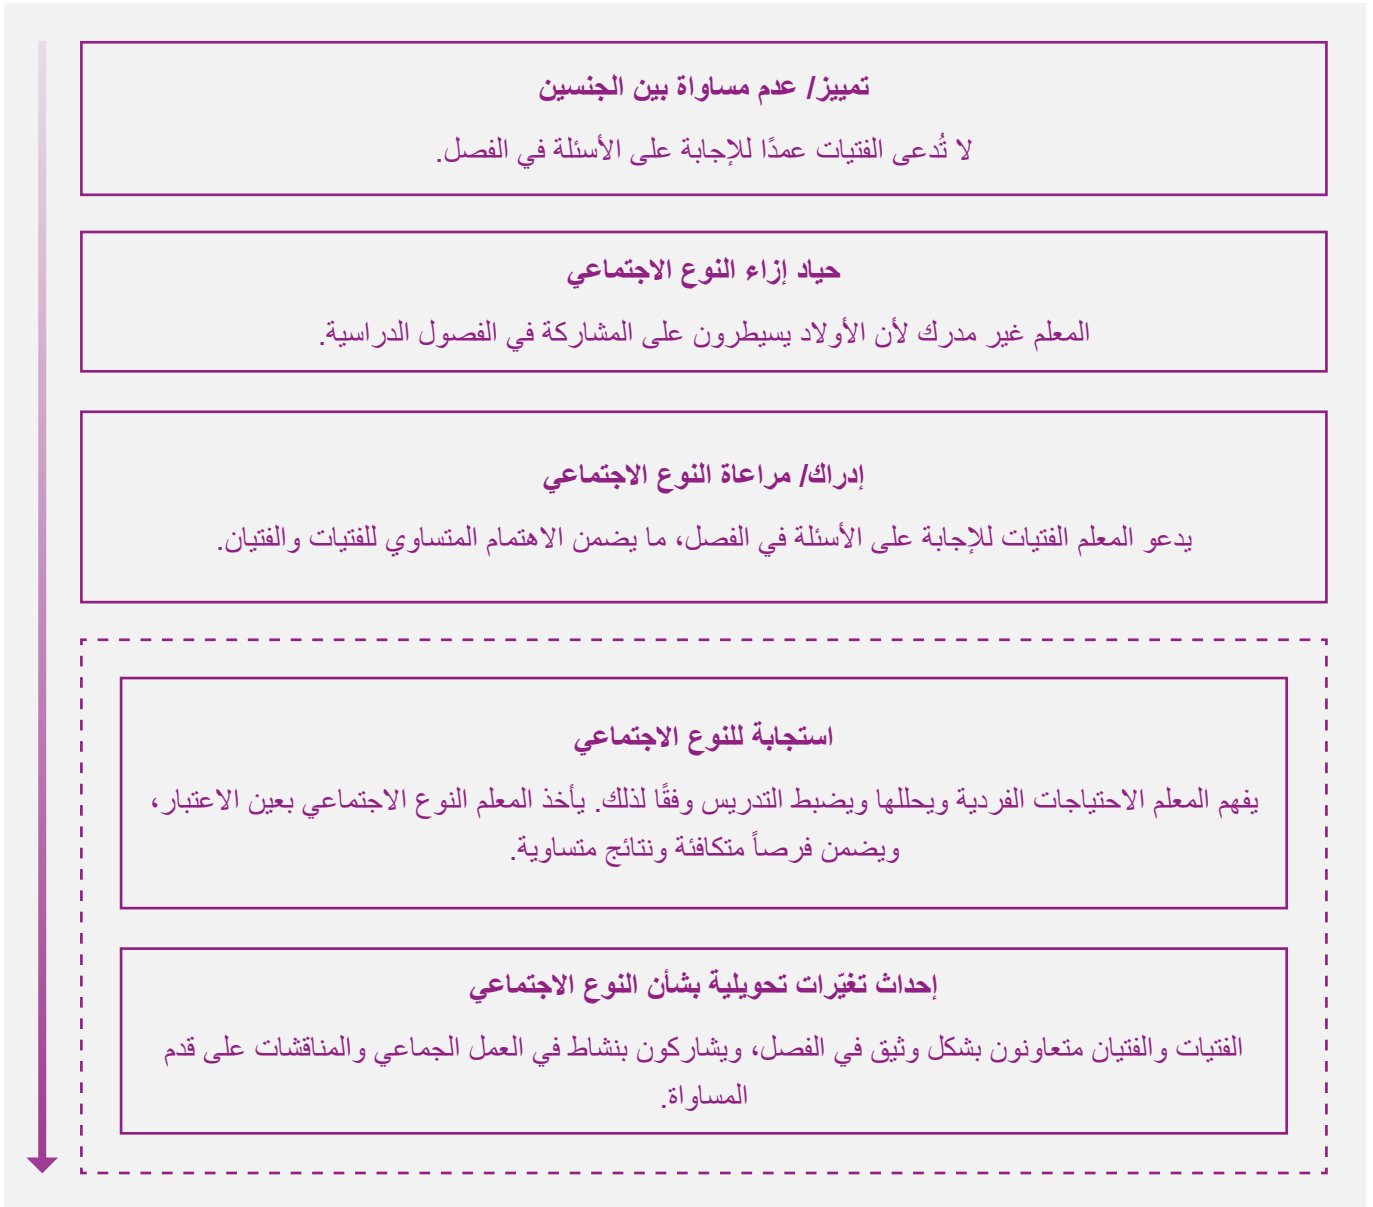 تمييز/ عدم مساواة بين الجنسين
لا تُدعى الفتيات عمدًا للإجابة على الأسئلة في الفصل.
حياد إزاء النوع الاجتماعي
المعلم غير مدرك لأن الأولاد يسيطرون على المشاركة في الفصول الدراسية.
إدراك/ مراعاة النوع الاجتماعي
يدعو المعلم الفتيات للإجابة على الأسئلة في الفصل، ما يضمن الاهتمام المتساوي للفتيات والفتيان.
استجابة للنوع الاجتماعي
يفهم المعلم الاحتياجات الفردية ويحللها ويضبط التدريس وفقًا لذلك. يأخذ المعلم النوع الاجتماعي بعين الاعتبار،
ويضمن فرصاً متكافئة ونتائج متساوية.
إحداث تغيّرات تحويلية بشأن النوع الاجتماعي
الفتيات والفتيان متعاونون بشكل وثيق في الفصل، ويشاركون بنشاط في العمل الجماعي والمناقشات على قدم
المساواة.